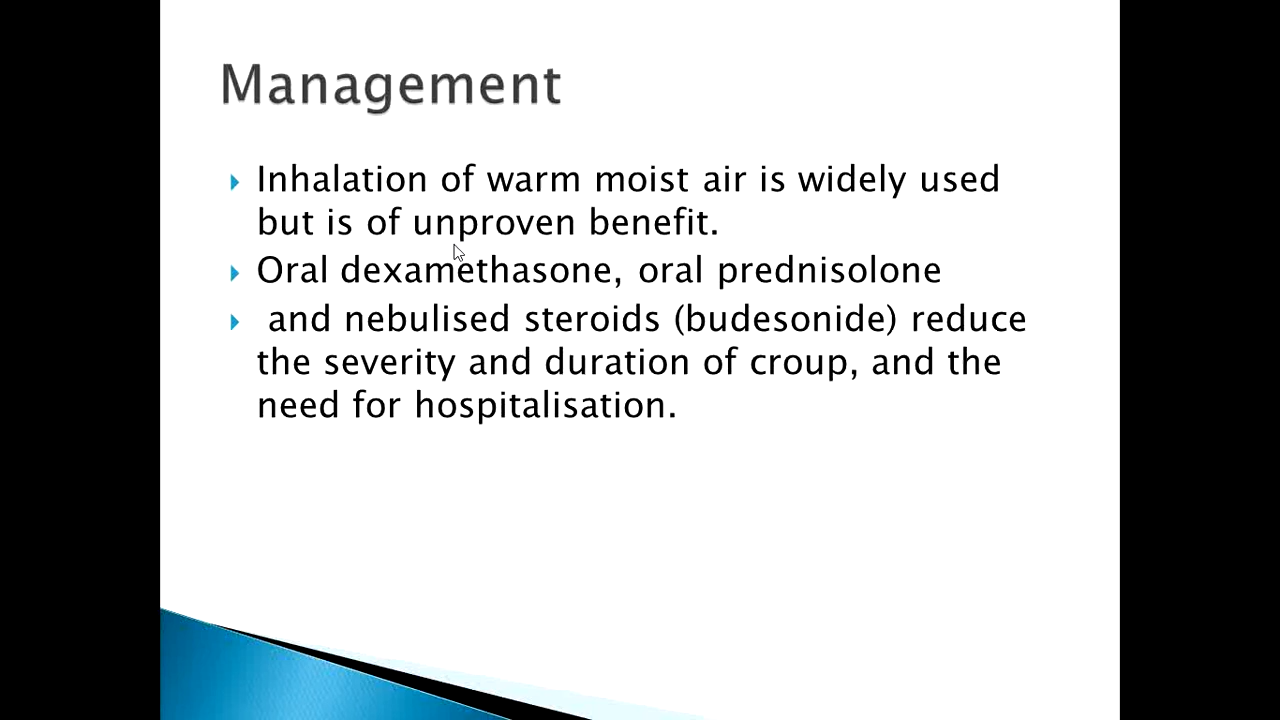 Management
Inhalation of warm moist air is widely used
but is of unproven benefit.
Oral dexamethasone, oral prednisolone
and nebulised steroids (budesonide) reduce
the severity and duration of croup, and the
need for hospitalisation.